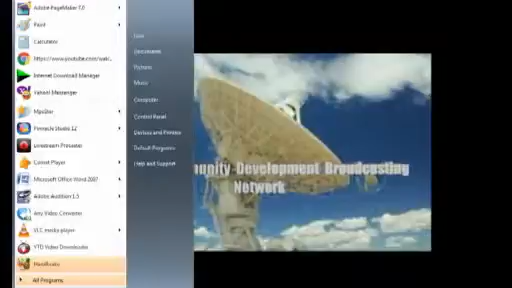 Adobe PageMaker 7.0
Paint
Calculator
https://www.youtube.com/watc...
Internet Download Manager
Yahoo! Messenger
Pinnacle Studio 12
Livestream Procaster
Comet Player
Microsoft Office Word 2007
Adobe Audition 1.5
Any Video Converter
VLC media player
YTD Video Downloader
All Programs
Documents
Pictures
Music
Computer
Control Panel
Devices and Printers
Default Programs
Help and Support
unity Development Broadcasting
Network